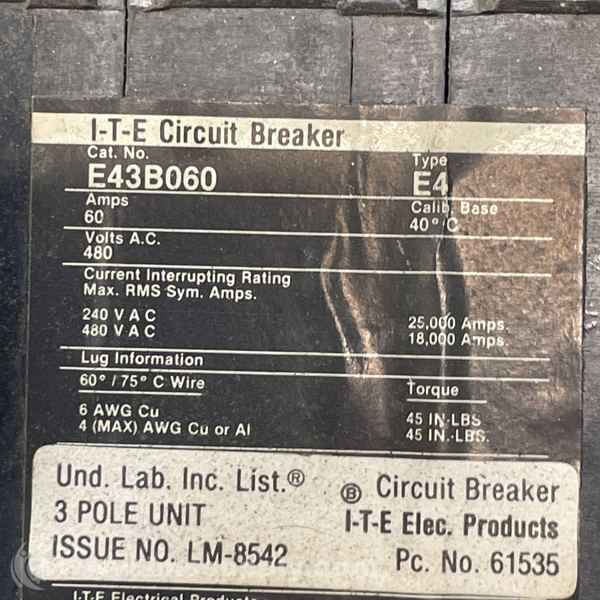 I-T-E Circuit Breaker
Cat. No. Type
E43B060 E4
Amps Calib. Base
60 40° C
Volts A.C.
480
Current Interrupting Rating
Max. RMS Sym. Amps.
240 V A C 25,000 Amps.
480 V A C 18,000 Amps.
Lug Information
60° / 75° C Wire Torque
6 AWG Cu 45 IN-LBS
4 (MAX) AWG Cu or Al 45 IN.-LBS.
Und. Lab. Inc. List.® Ⓑ Circuit Breaker
3 POLE UNIT I-T-E Elec. Products
ISSUE NO. LM-8542 Pc. No. 61535
I-T-E Electrical Products